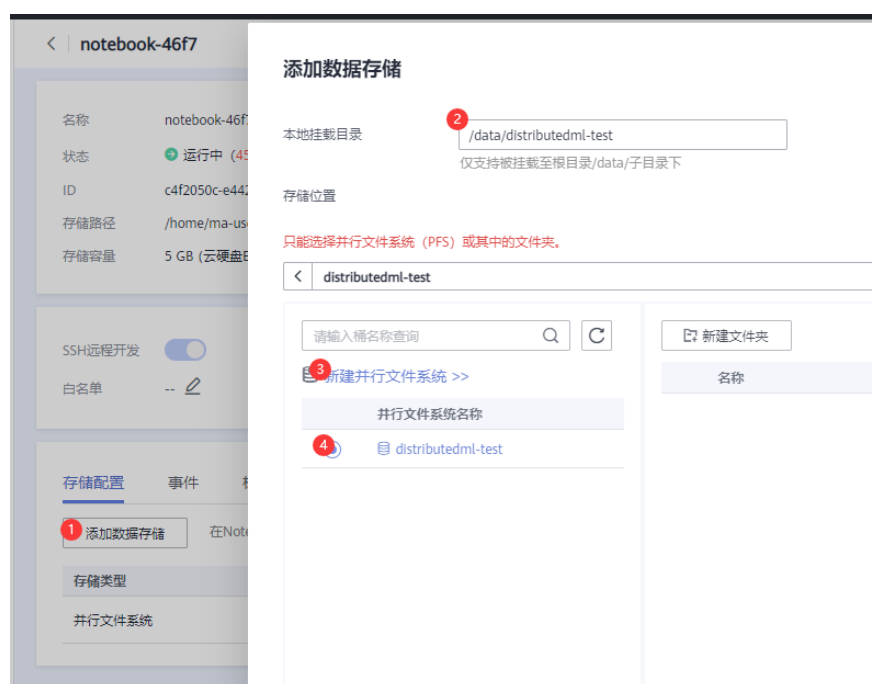 notebook-46f7
添加数据存储
名称 notebook-46f7
状态 运行中 (45
ID c4f2050c-e442
存储路径 /home/ma-us
存储容量 5 GB (云硬盘E
本地挂载目录
2
/data/distributedml-test
仅支持被挂载至根目录/data/子目录下
存储位置
只能选择并行文件系统（PFS）或其中的文件夹。
distributedml-test
请输入桶名称查询
新建文件夹
SSH远程开发
白名单 --
3
新建并行文件系统 >>
名称
并行文件系统名称
4
distributedml-test
存储配置 事件
1
添加数据存储
在Note
存储类型
并行文件系统